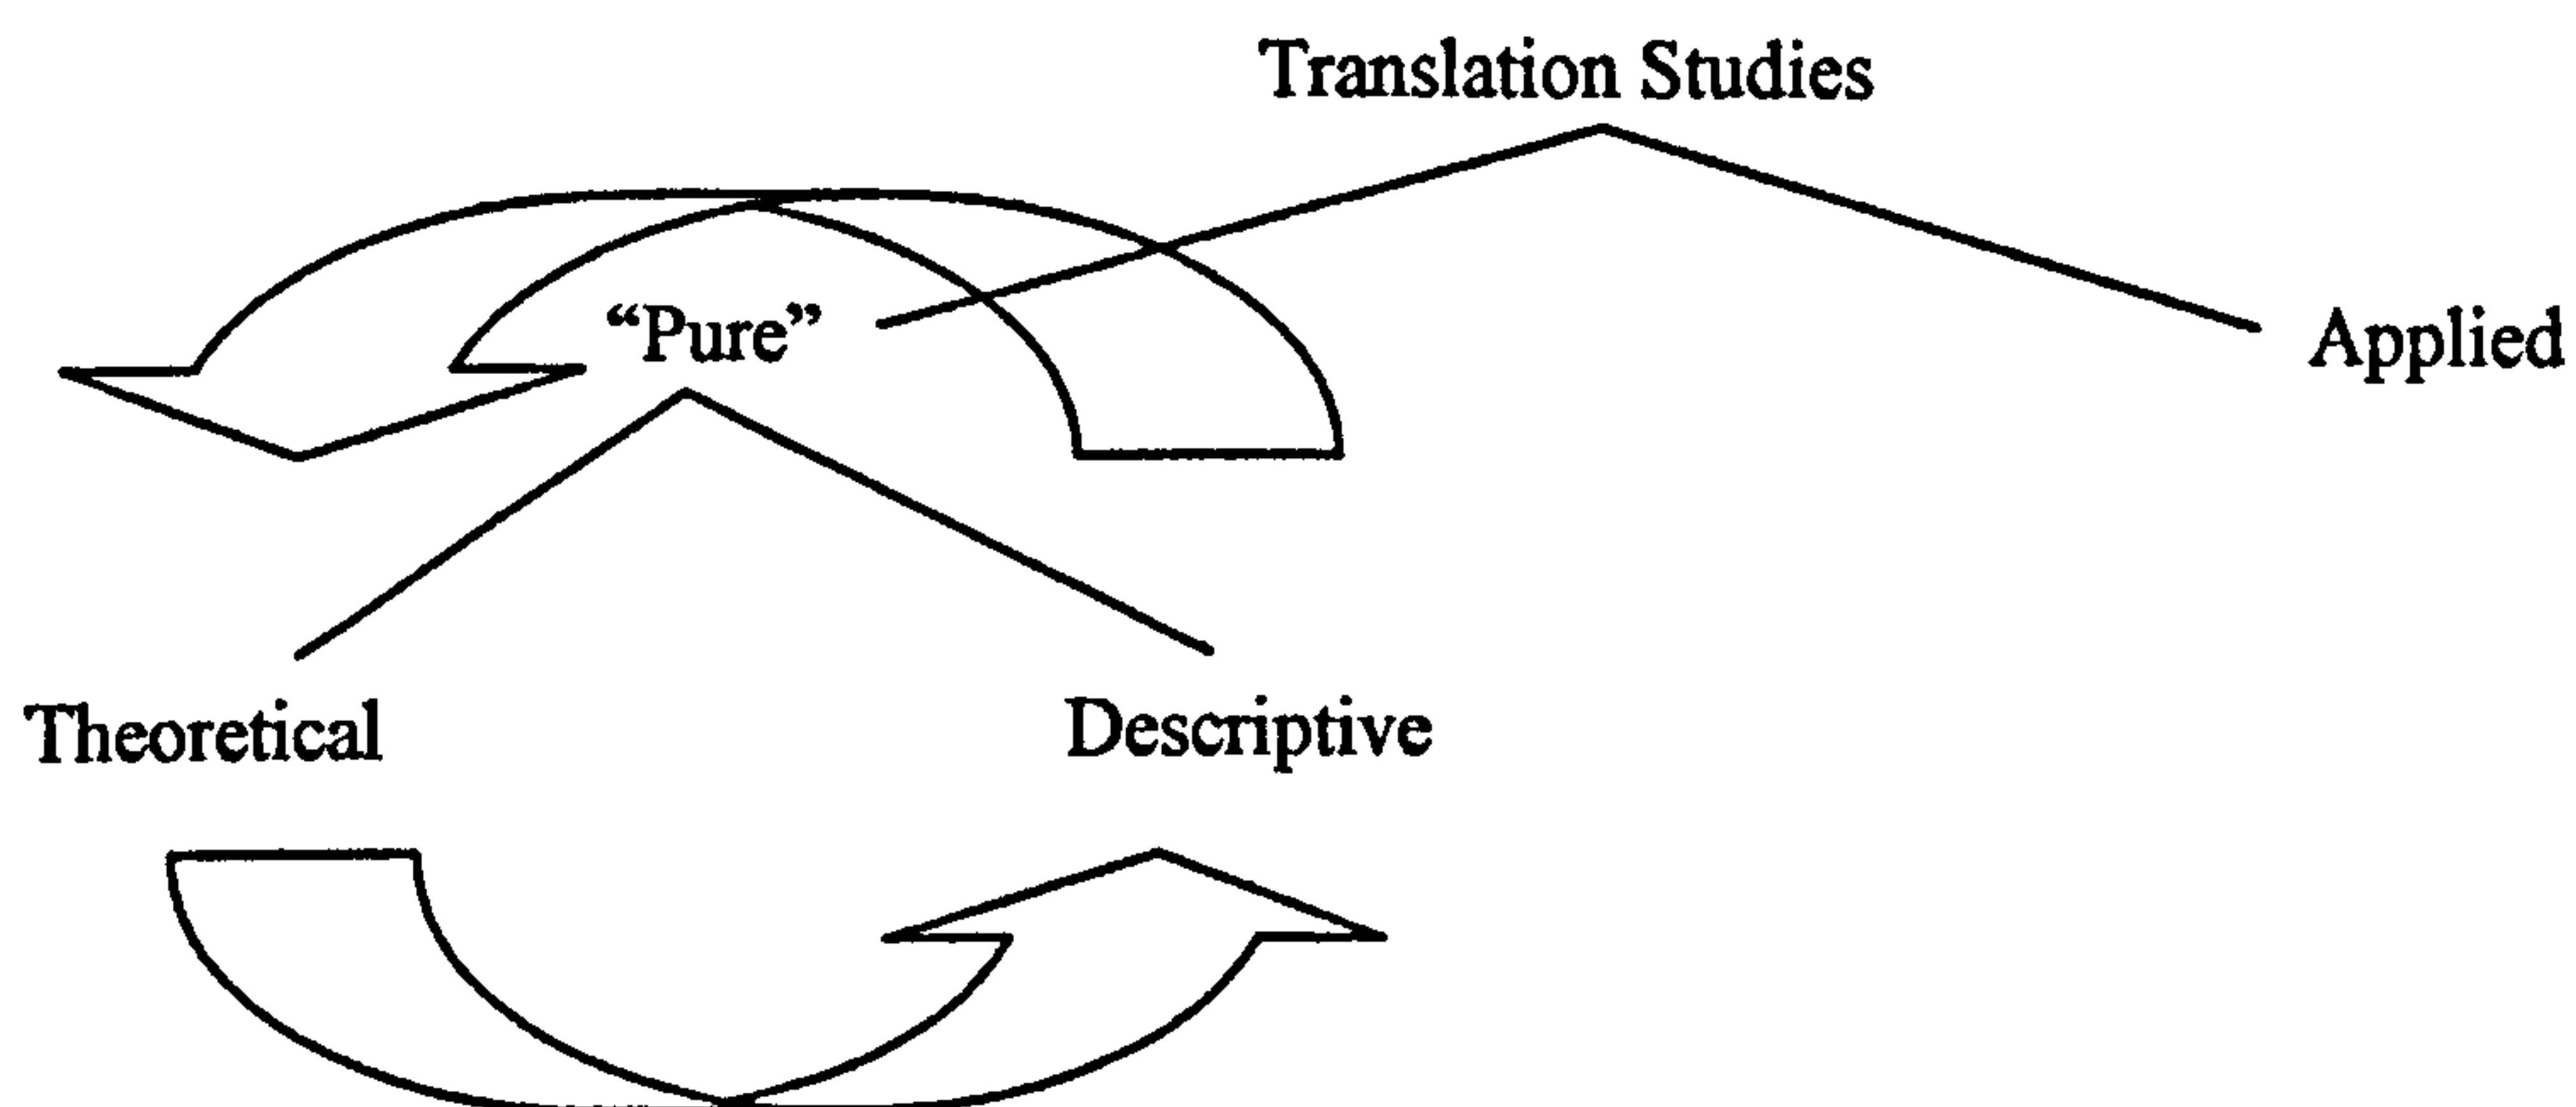 Translation Studies
“Pure”
Applied
Theoretical
Descriptive